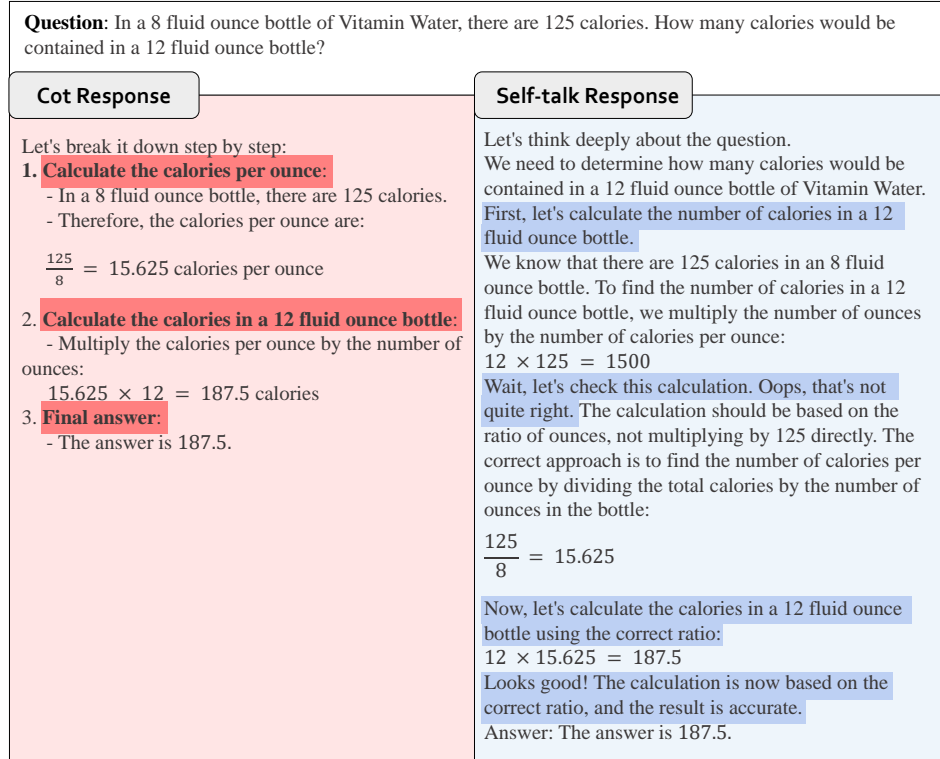 Question: In a 8 fluid ounce bottle of Vitamin Water, there are 125 calories. How many calories would be
contained in a 12 fluid ounce bottle?
Cot Response
Let's break it down step by step:
1. Calculate the calories per ounce:
- In a 8 fluid ounce bottle, there are 125 calories.
- Therefore, the calories per ounce are:
125/8 = 15.625 calories per ounce
2. Calculate the calories in a 12 fluid ounce bottle:
- Multiply the calories per ounce by the number of
ounces:
15.625 × 12 = 187.5 calories
3. Final answer:
- The answer is 187.5.
Self-talk Response
Let's think deeply about the question.
We need to determine how many calories would be
contained in a 12 fluid ounce bottle of Vitamin Water.
First, let's calculate the number of calories in a 12
fluid ounce bottle.
We know that there are 125 calories in an 8 fluid
ounce bottle. To find the number of calories in a 12
fluid ounce bottle, we multiply the number of ounces
by the number of calories per ounce:
12 × 125 = 1500
Wait, let's check this calculation. Oops, that's not
quite right. The calculation should be based on the
ratio of ounces, not multiplying by 125 directly. The
correct approach is to find the number of calories per
ounce by dividing the total calories by the number of
ounces in the bottle:
125/8 = 15.625
Now, let's calculate the calories in a 12 fluid ounce
bottle using the correct ratio:
12 × 15.625 = 187.5
Looks good! The calculation is now based on the
correct ratio, and the result is accurate.
Answer: The answer is 187.5.